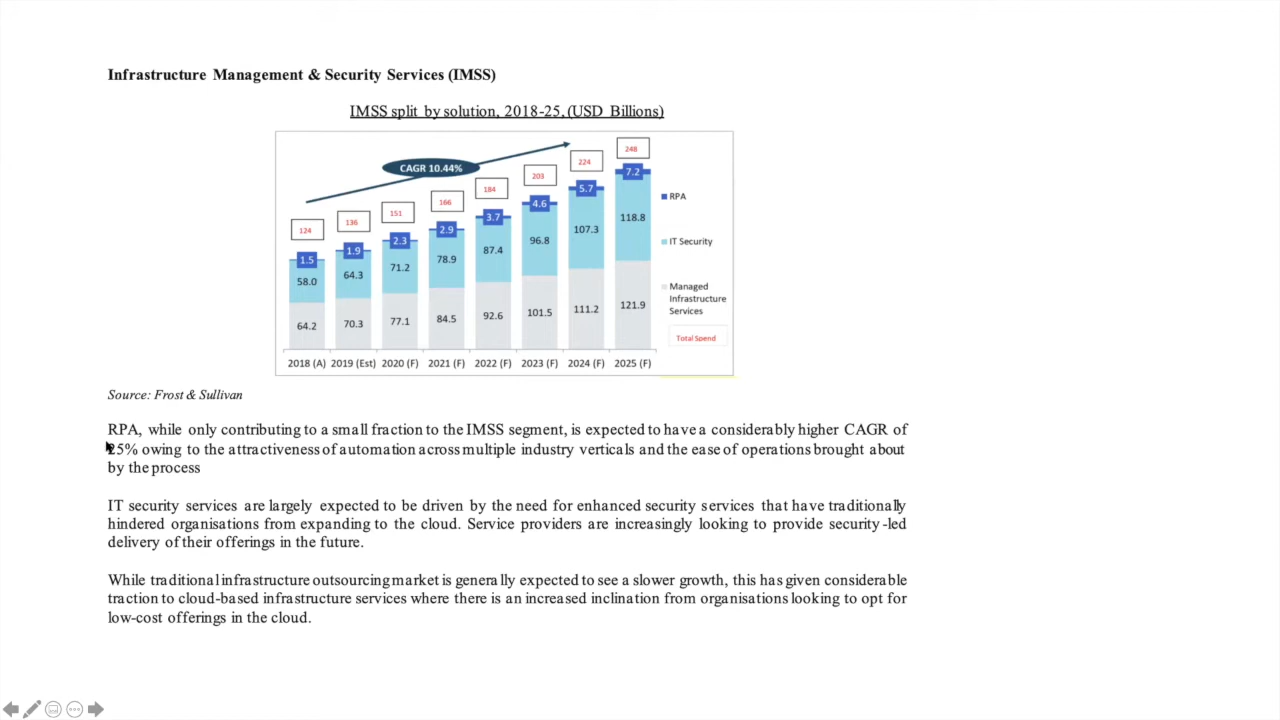 Infrastructure Management & Security Services (IMSS)
IMSS split by solution, 2018-25, (USD Billions)
CAGR 10.44%
124 136 151 166 184 203 224 248
1.5 1.9 2.3 2.9 3.7 4.6 5.7 7.2
58.0 64.3 71.2 78.9 87.4 96.8 107.3 118.8
64.2 70.3 77.1 84.5 92.6 101.5 111.2 121.9
2018 (A) 2019 (Est) 2020 (F) 2021 (F) 2022 (F) 2023 (F) 2024 (F) 2025 (F)
RPA
IT Security
Managed
Infrastructure
Services
Total Spend
Source: Frost & Sullivan
RPA, while only contributing to a small fraction to the IMSS segment, is expected to have a considerably higher CAGR of
25% owing to the attractiveness of automation across multiple industry verticals and the ease of operations brought about
by the process
IT security services are largely expected to be driven by the need for enhanced security services that have traditionally
hindered organisations from expanding to the cloud. Service providers are increasingly looking to provide security-led
delivery of their offerings in the future.
While traditional infrastructure outsourcing market is generally expected to see a slower growth, this has given considerable
traction to cloud-based infrastructure services where there is an increased inclination from organisations looking to opt for
low-cost offerings in the cloud.